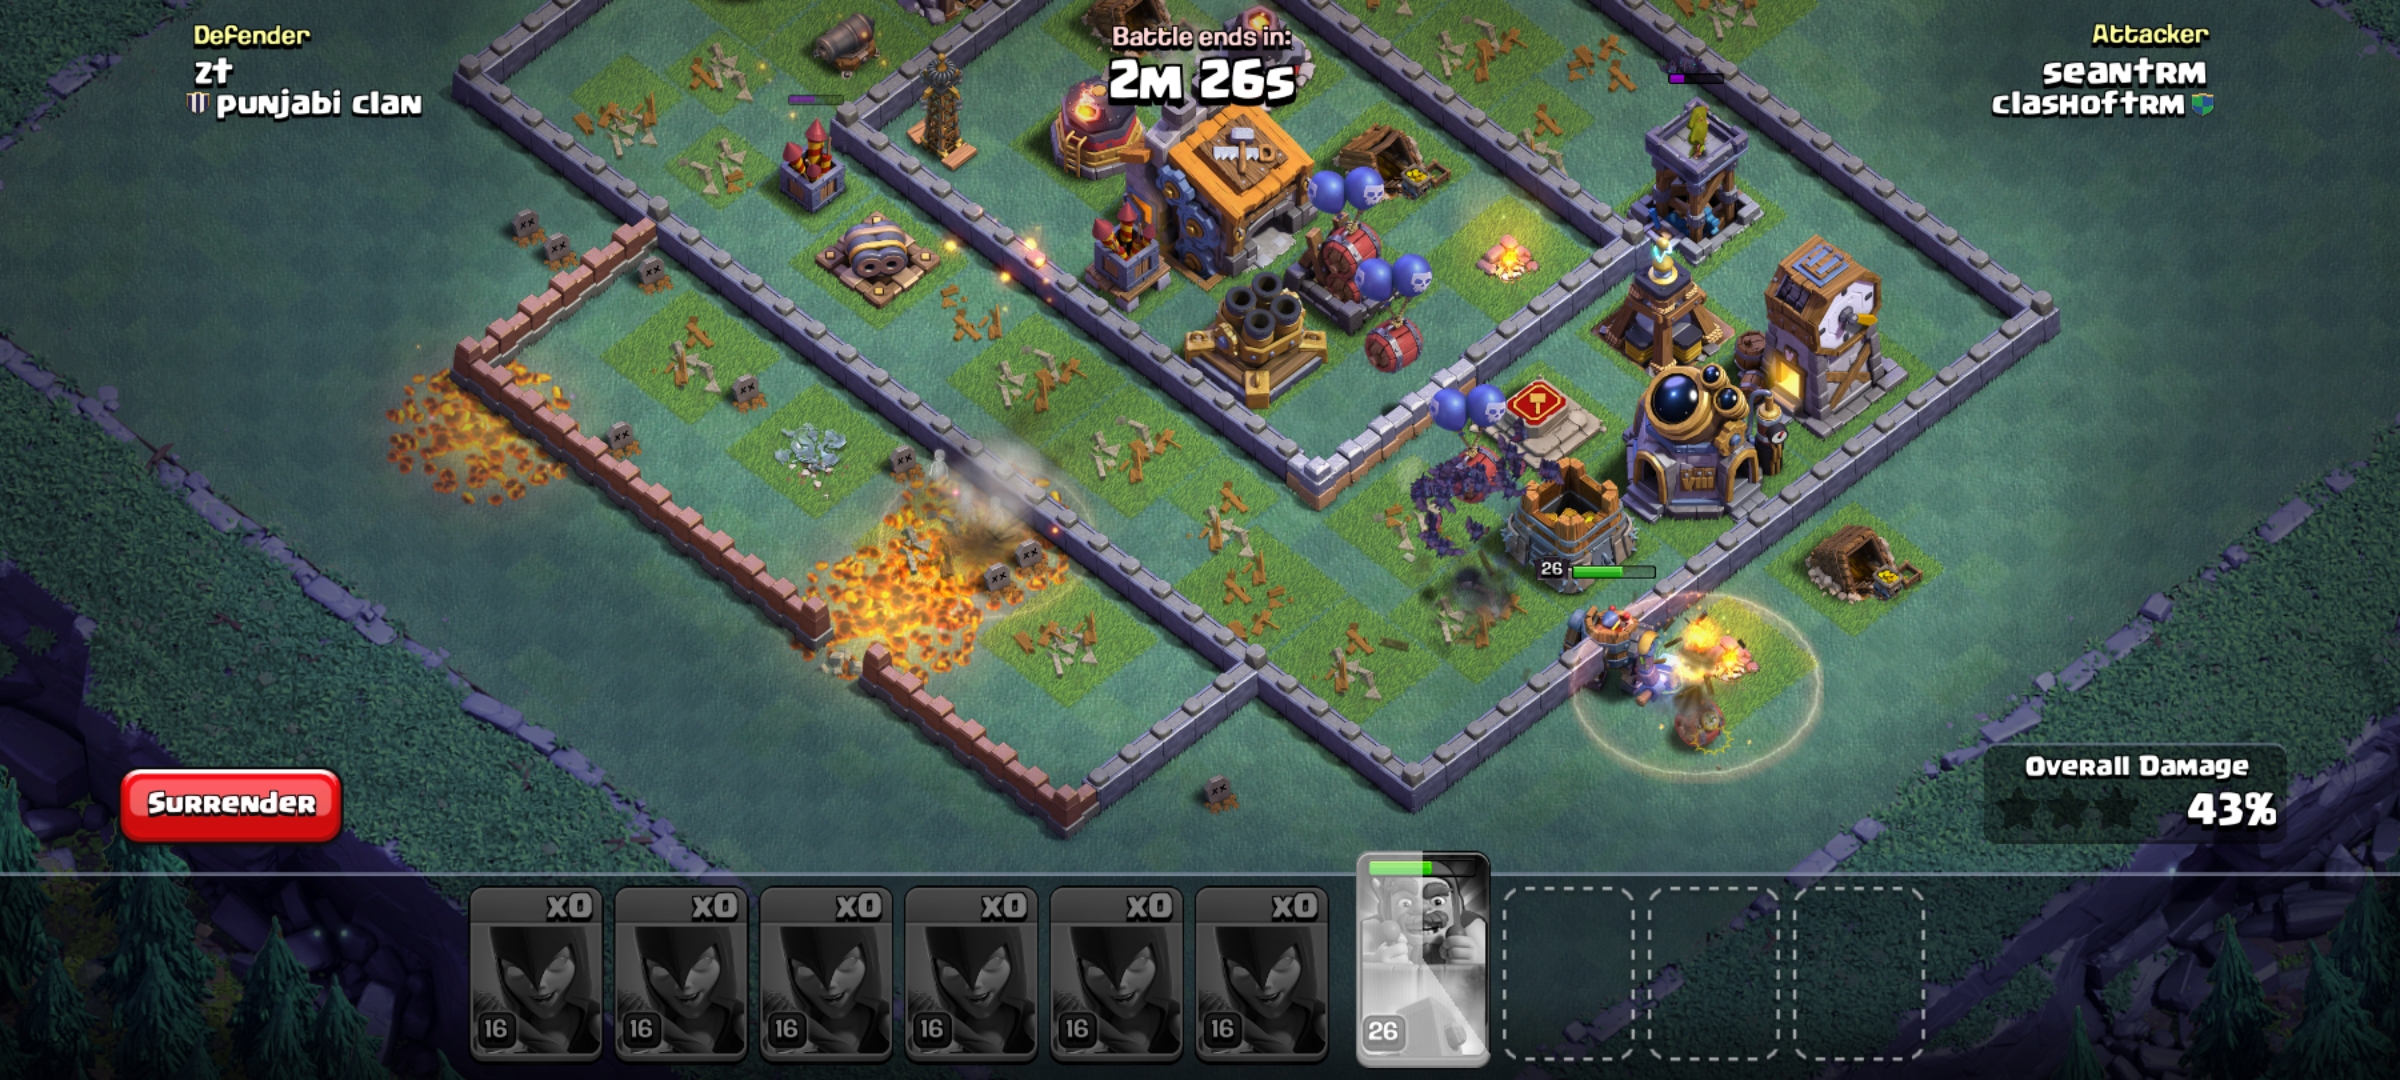 Defender
zt
punjabi clan
Battle ends in:
2M 26s
Attacker
seantRM
clashoftRM
VIII
26
Surrender
Overall Damage
43%
x0
x0
x0
x0
x0
x0
16
16
16
16
16
16
26